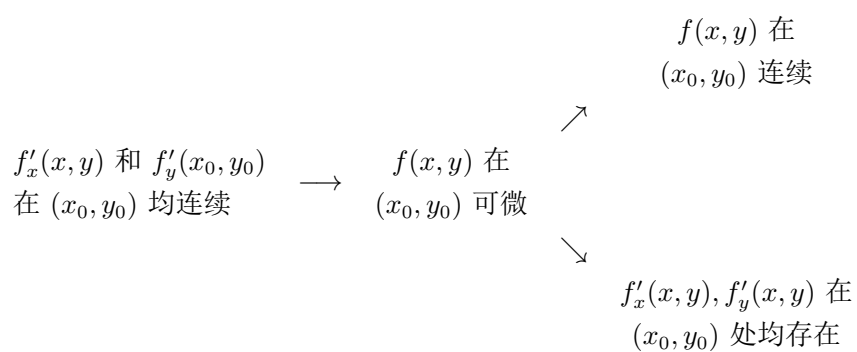 f(x, y) 在
(x₀, y₀) 连续
f′ₓ(x, y) 和 f′ᵧ(x₀, y₀)
在 (x₀, y₀) 均连续
f(x, y) 在
(x₀, y₀) 可微
f′ₓ(x, y), f′ᵧ(x, y) 在
(x₀, y₀) 处均存在